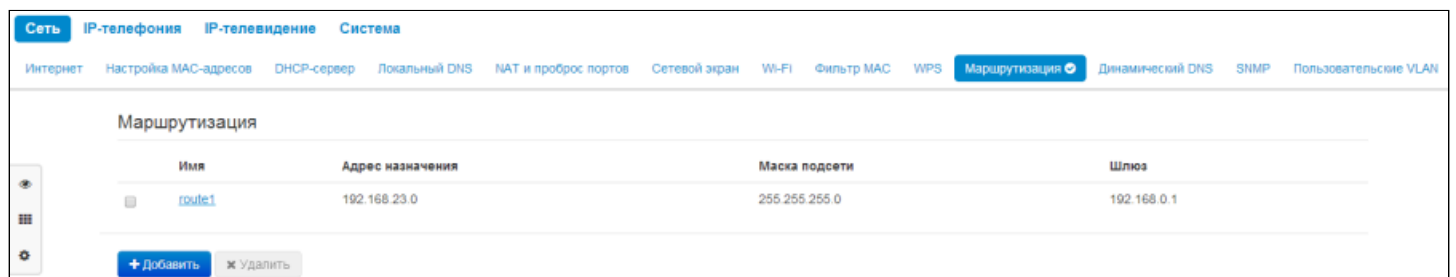 Сеть IP-телефония IP-телевидение Система
Интернет Настройка MAC-адресов DHCP-сервер Локальный DNS NAT и проброс портов Сетевой экран Wi-Fi Фильтр MAC WPS Маршрутизация Динамический DNS SNMP Пользовательские VLAN
Маршрутизация
Имя Адрес назначения Маска подсети Шлюз
route1 192.168.23.0 255.255.255.0 192.168.0.1
Добавить Удалить